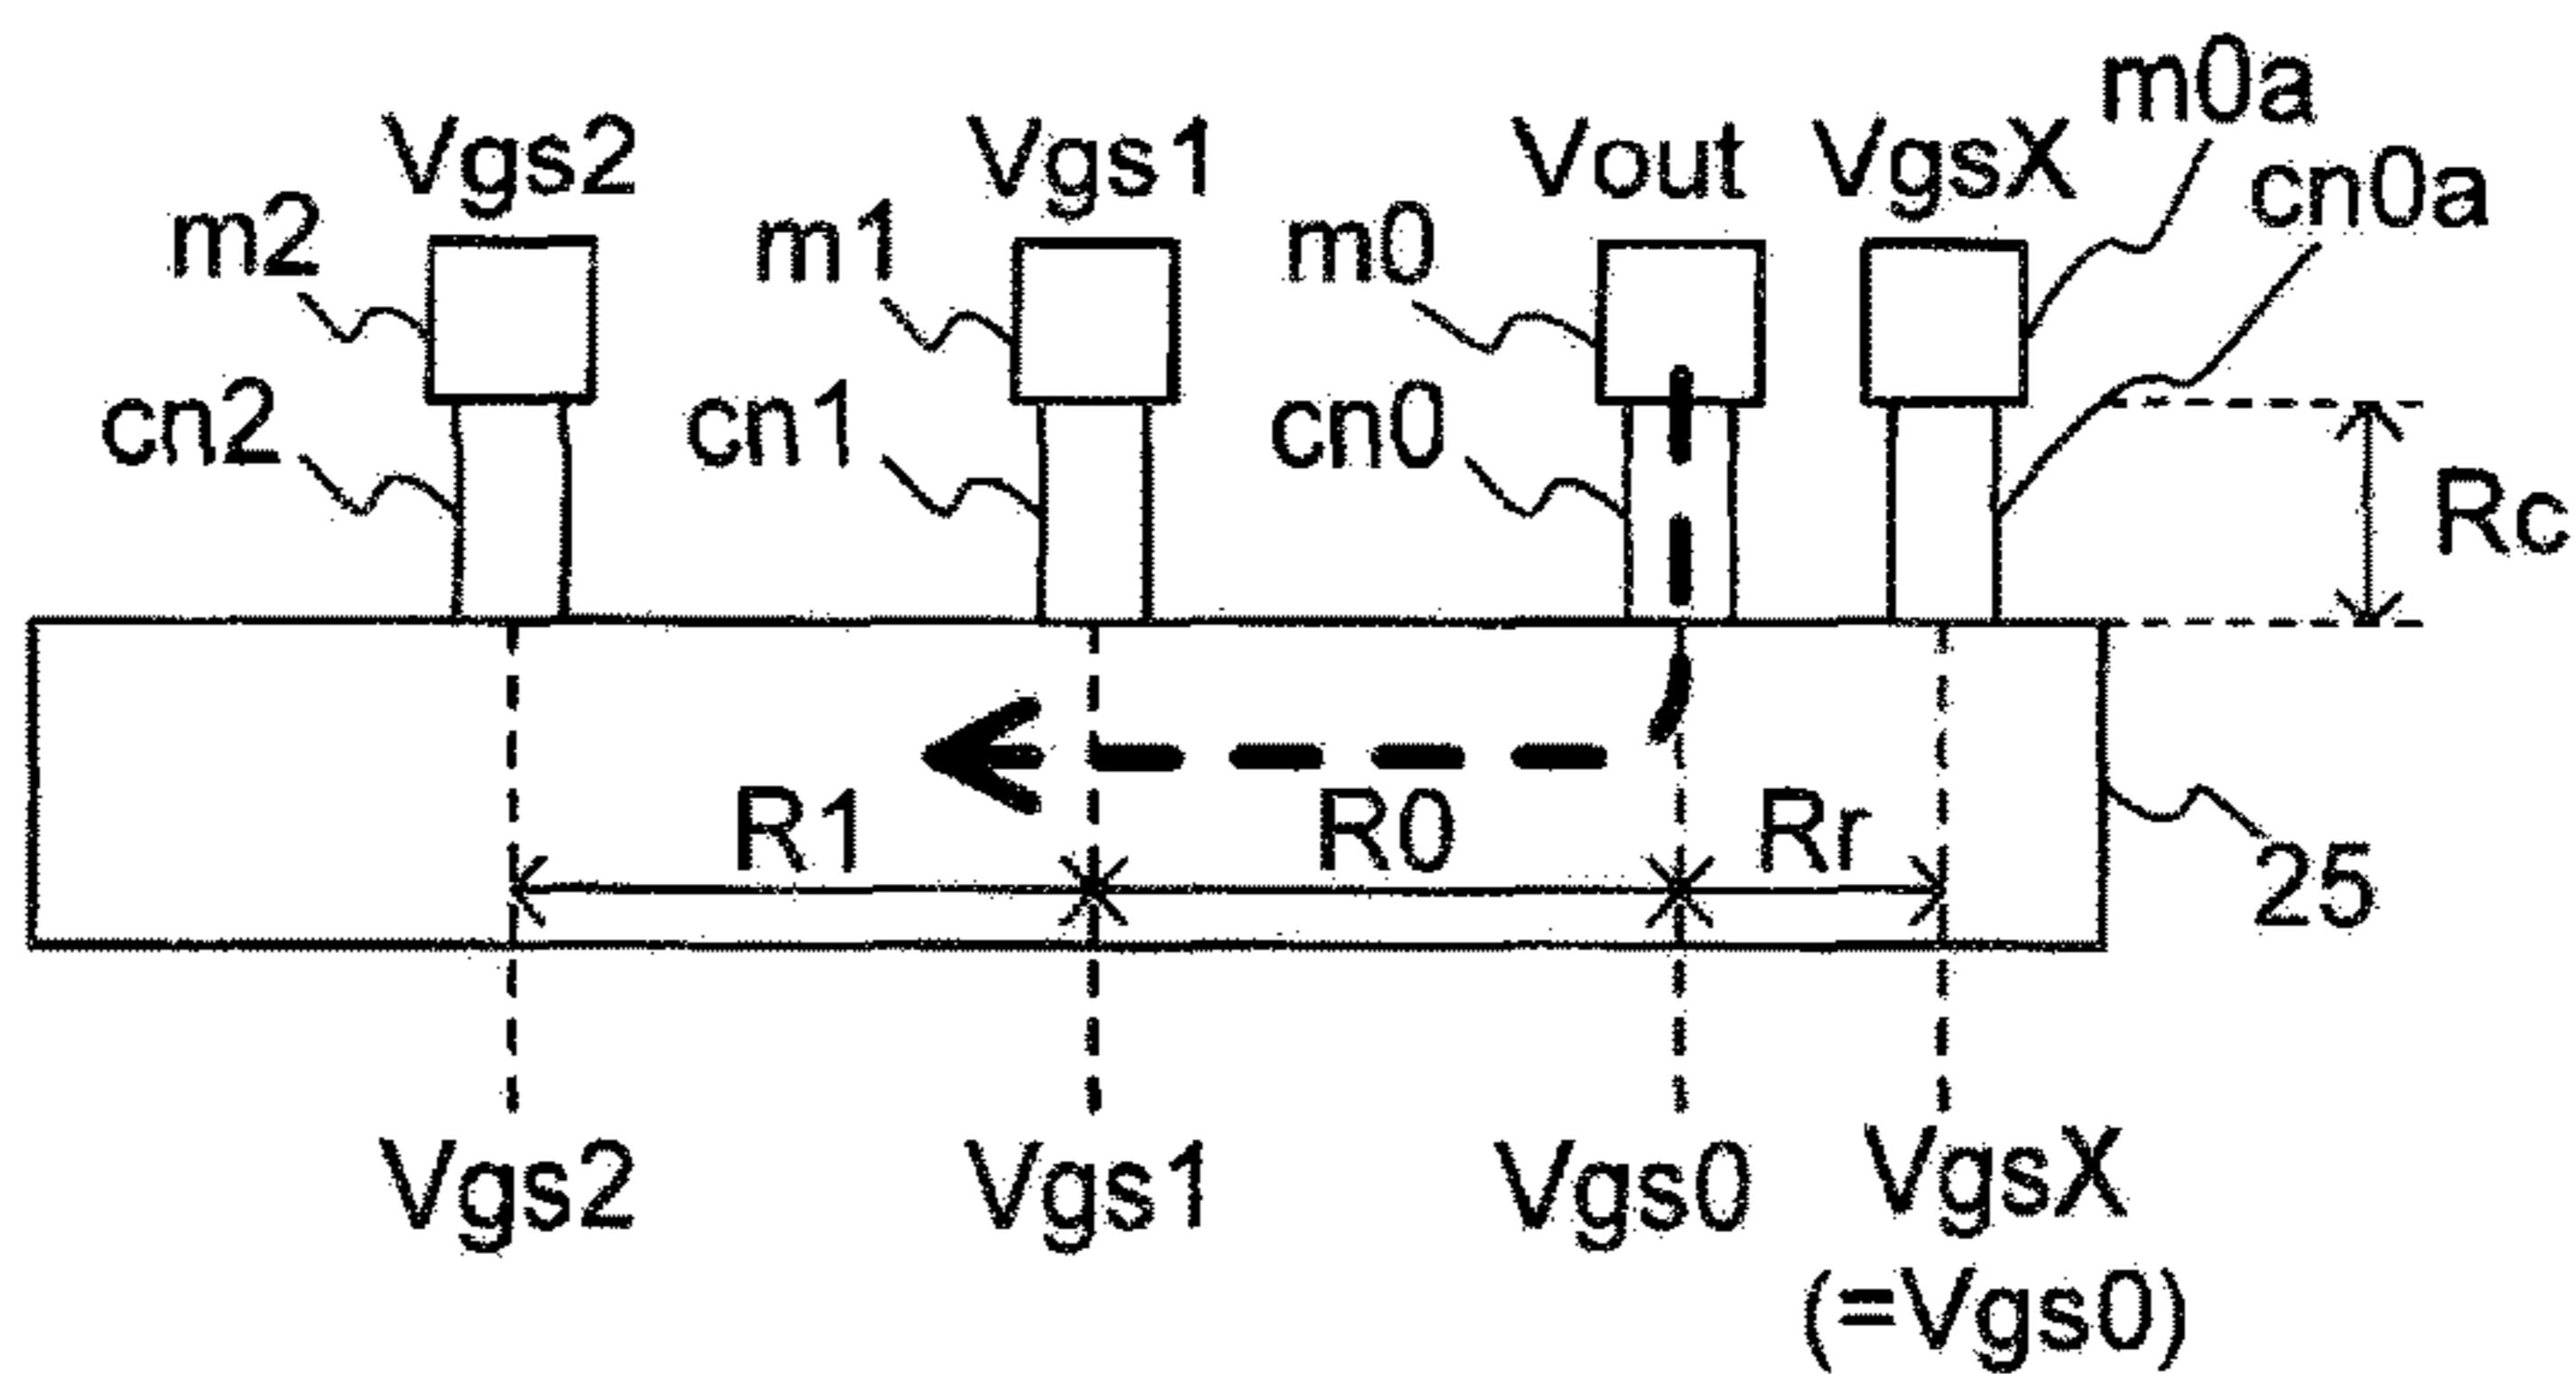 m0a
Vgs2 Vgs1 Vout VgsX
cn0a
m2 m1 m0
cn2 cn1 cn0
Rc
R1 R0 Rr
25
Vgs2 Vgs1 Vgs0 VgsX
(=Vgs0)